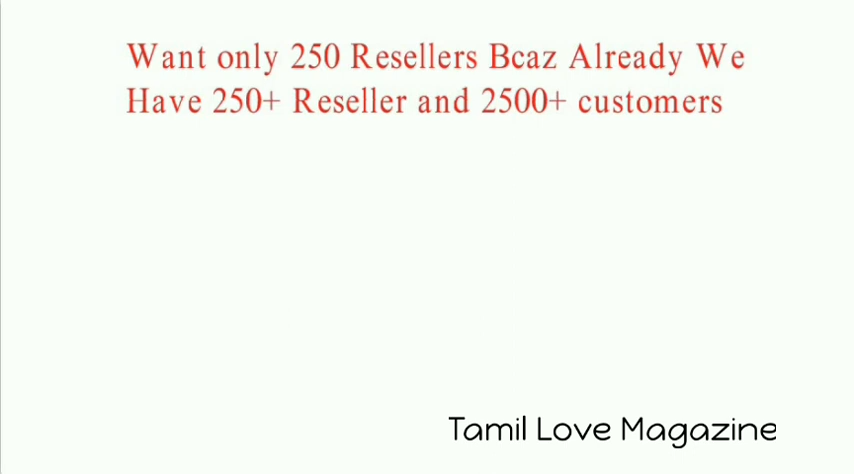 Want only 250 Resellers Bcaz Already We
Have 250+ Reseller and 2500+ customers
Tamil Love Magazine